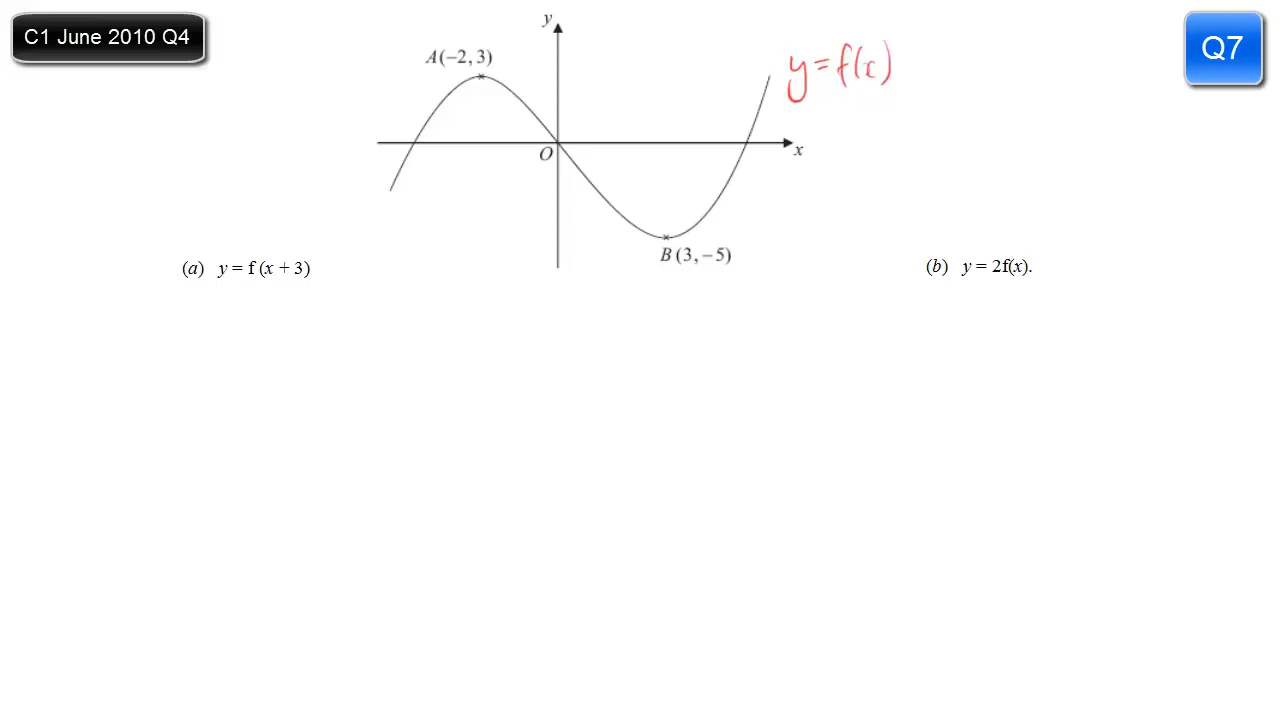 C1 June 2010 Q4
Q7
y
A(−2, 3)
y = f(x)
O
x
B (3, −5)
(a) y = f (x + 3)
(b) y = 2f(x).